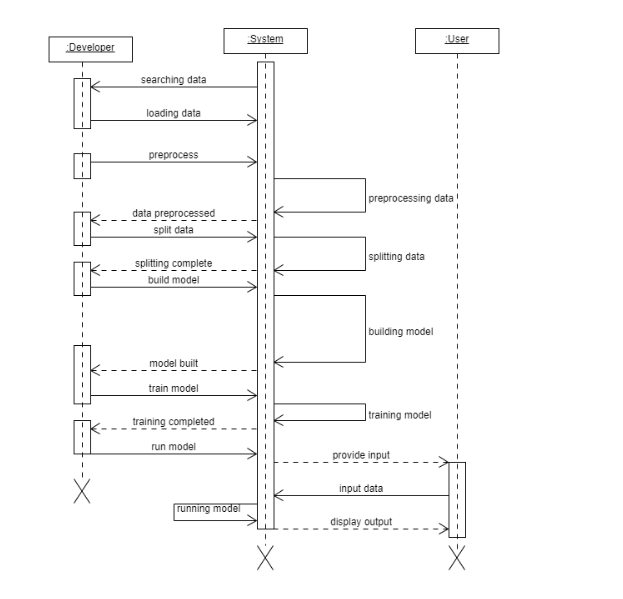 :Developer
:System
:User
searching data
loading data
preprocess
preprocessing data
data preprocessed
split data
splitting data
splitting complete
build model
building model
model built
train model
training model
training completed
run model
provide input
input data
running model
display output